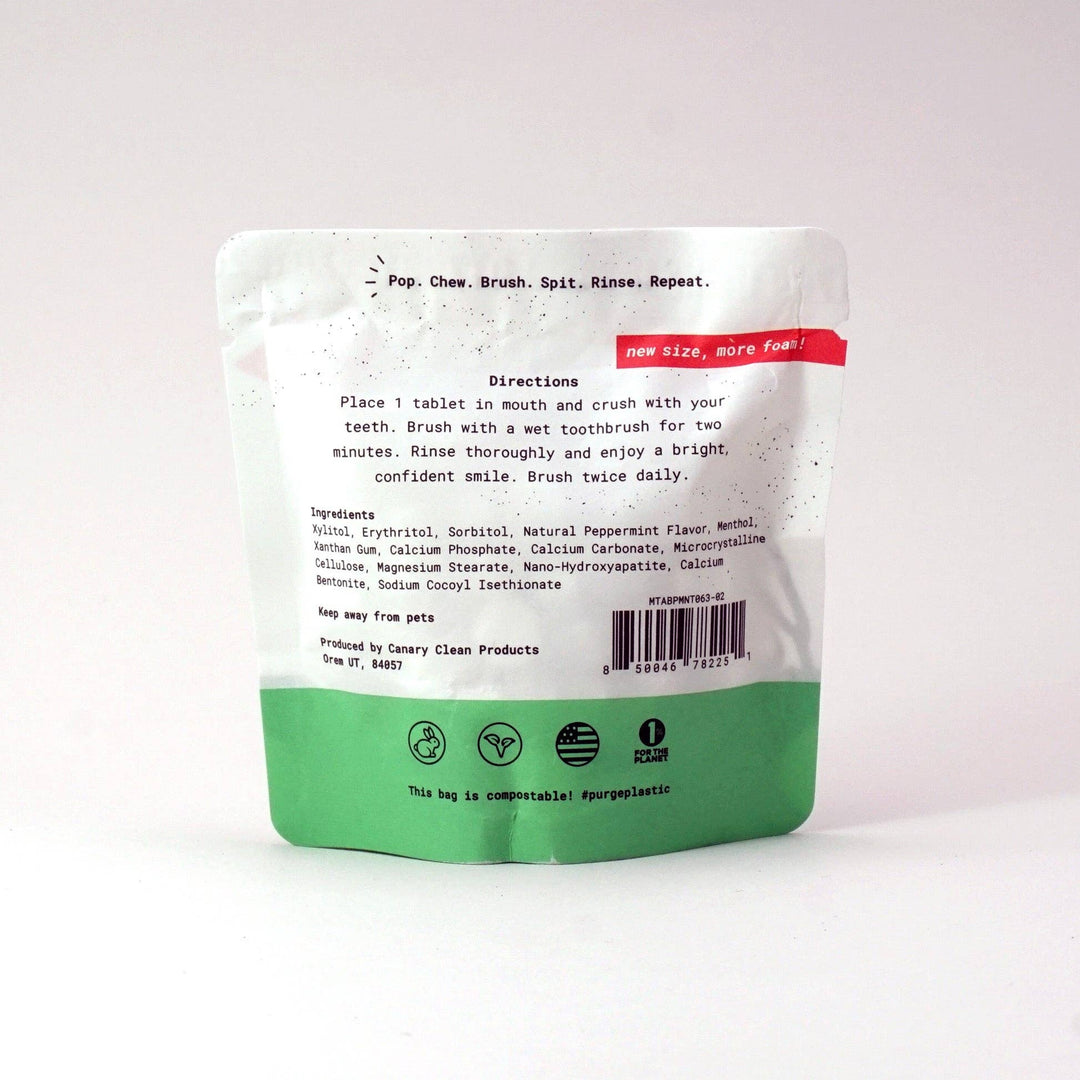 Pop. Chew. Brush. Spit. Rinse. Repeat.
new size, more foam!
Directions
Place 1 tablet in mouth and crush with your
teeth. Brush with a wet toothbrush for two
minutes. Rinse thoroughly and enjoy a bright,
confident smile. Brush twice daily.
Ingredients
Xylitol, Erythritol, Sorbitol, Natural Peppermint Flavor, Menthol,
Xanthan Gum, Calcium Phosphate, Calcium Carbonate, Microcrystalline
Cellulose, Magnesium Stearate, Nano-Hydroxyapatite, Calcium
Bentonite, Sodium Cocoyl Isethionate
Keep away from pets
Produced by Canary Clean Products
Orem UT, 84057
MTABPMNT063-02
8 50046 78225 1
1%
FOR THE
PLANET
This bag is compostable! #purgeplastic